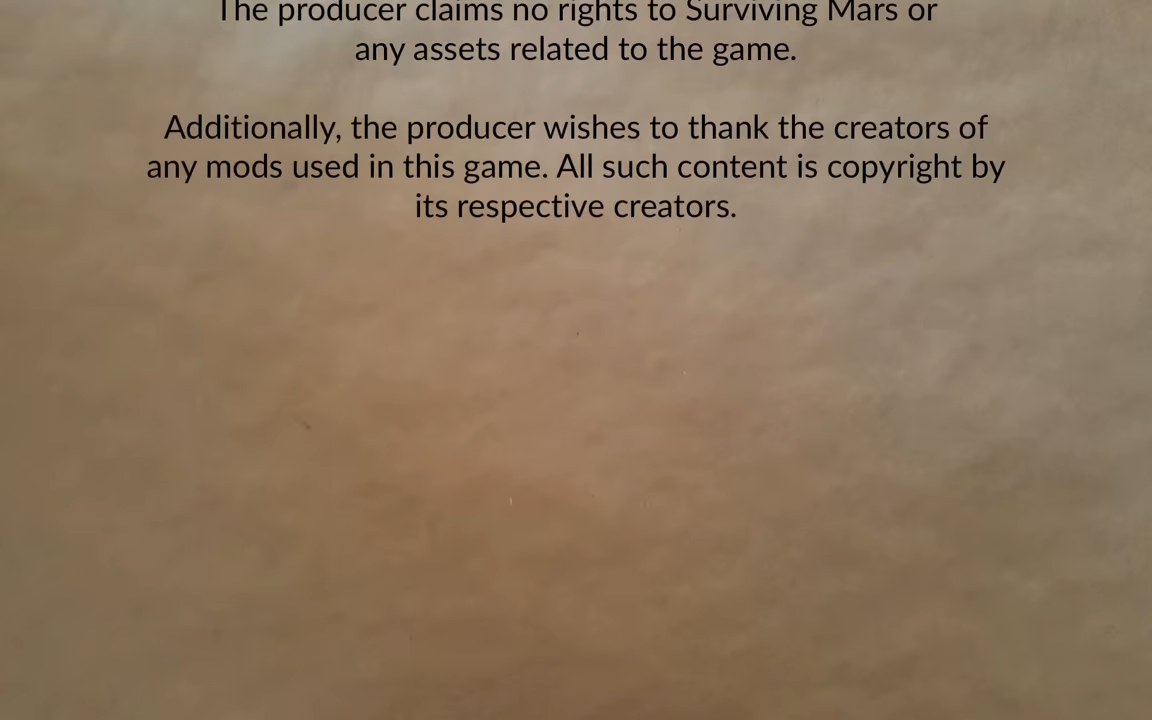 The producer claims no rights to Surviving Mars or
any assets related to the game.
Additionally, the producer wishes to thank the creators of
any mods used in this game. All such content is copyright by
its respective creators.